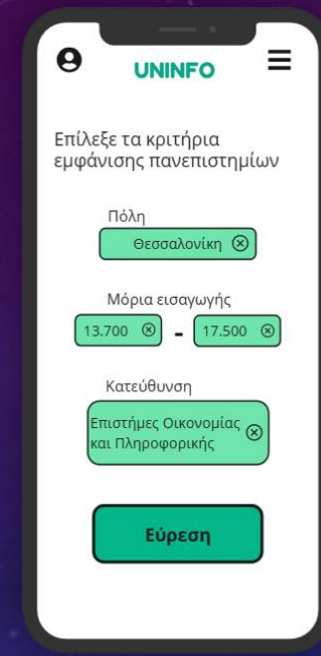 UNINFO
Επίλεξε τα κριτήρια
εμφάνισης πανεπιστημίων
Πόλη
Θεσσαλονίκη
Μόρια εισαγωγής
13.700 - 17.500
Κατεύθυνση
Επιστήμες Οικονομίας
και Πληροφορικής
Εύρεση